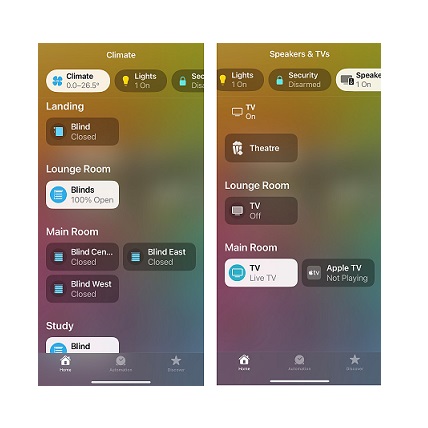 Climate
Climate
0.0–26.5°
Lights
1 On
Sec
Disa
Landing
Blind
Closed
Lounge Room
Blinds
100% Open
Main Room
Blind Cen...
Closed
Blind East
Closed
Blind West
Closed
Study
Blind
Home
Automation
Discover
Speakers & TVs
Lights
1 On
Security
Disarmed
Speake
1 On
TV
On
Theatre
Lounge Room
TV
Off
Main Room
TV
Live TV
tv
Apple TV
Not Playing
Home
Automation
Discover